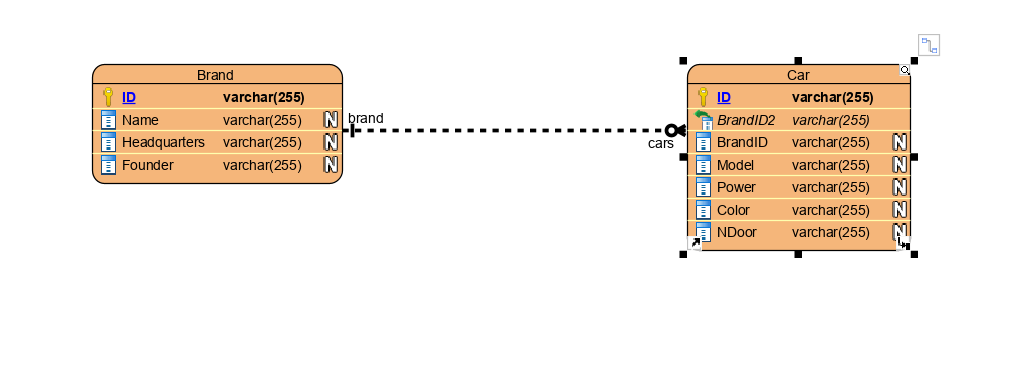 Brand
ID varchar(255)
Name varchar(255) N
Headquarters varchar(255) N
Founder varchar(255) N
brand
cars
Car
ID varchar(255)
BrandID2 varchar(255)
BrandID varchar(255) N
Model varchar(255) N
Power varchar(255) N
Color varchar(255) N
NDoor varchar(255) N